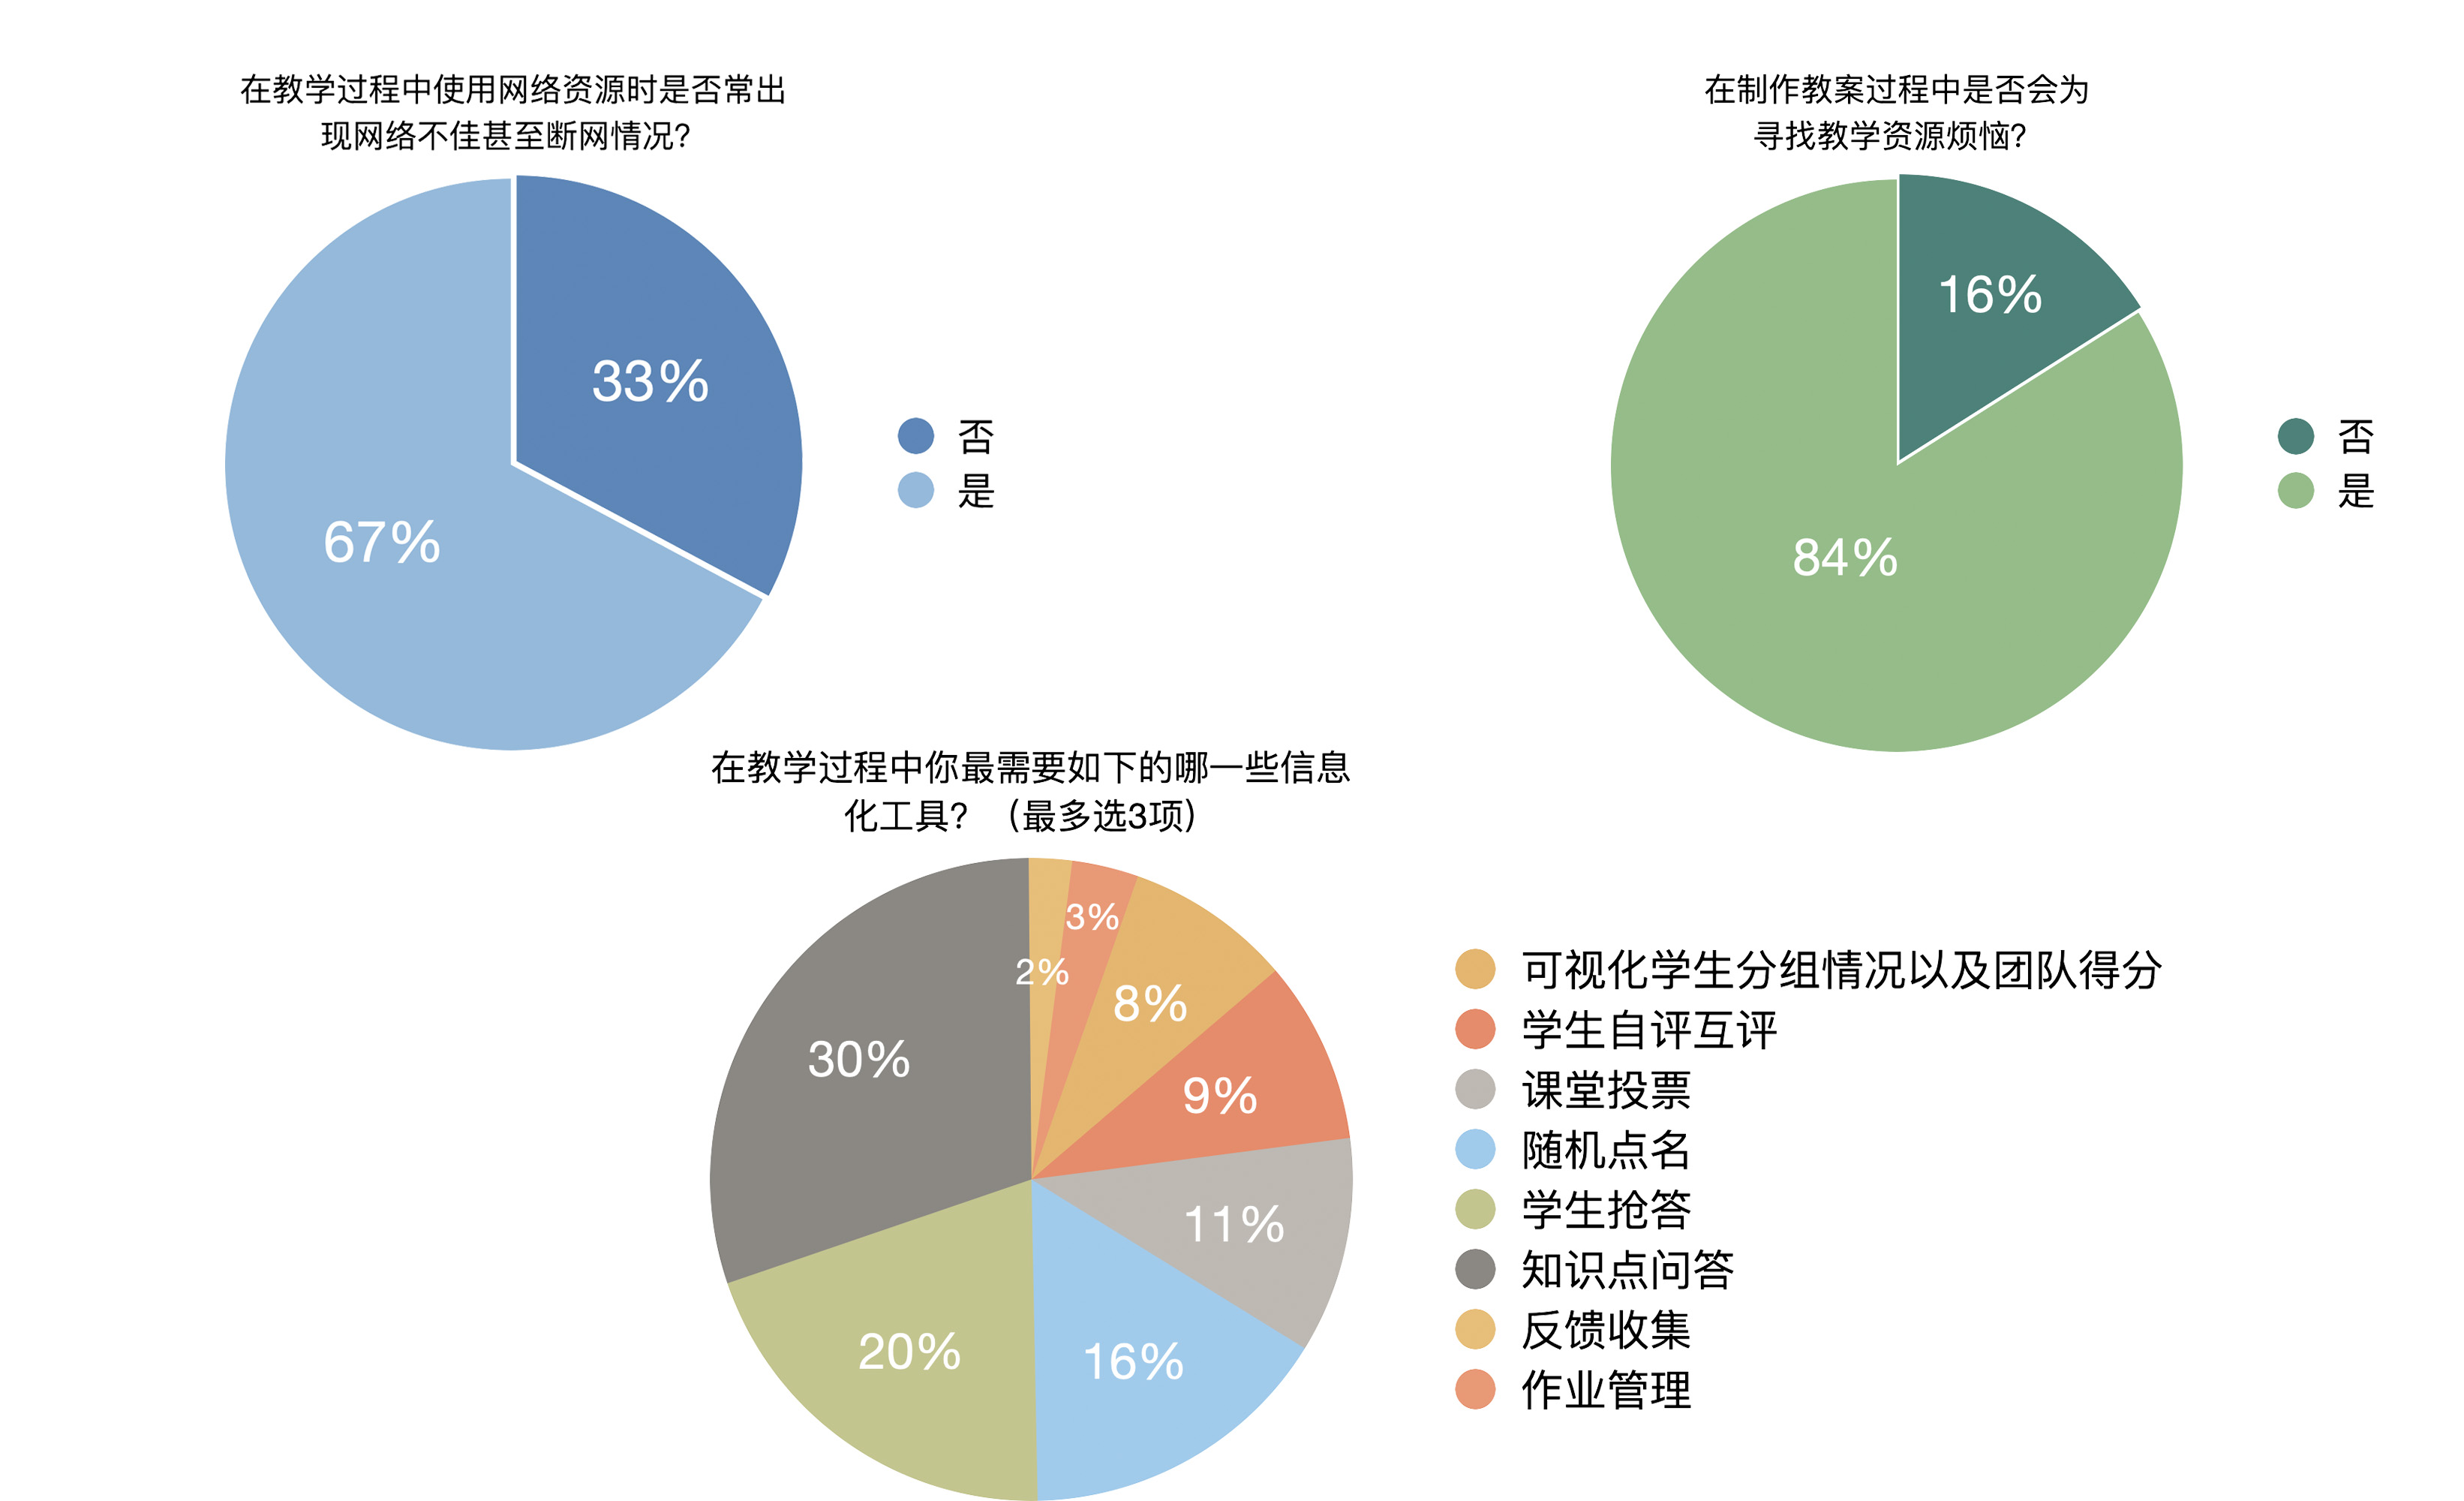 在教学过程中使用网络资源时是否常出
现网络不佳甚至断网情况？
33%
67%
否
是
在制作教案过程中是否会为
寻找教学资源烦恼？
16%
84%
否
是
在教学过程中你最需要如下的哪一些信息
化工具？（最多选3项）
3%
2%
8%
30%
9%
11%
20%
16%
可视化学生分组情况以及团队得分
学生自评互评
课堂投票
随机点名
学生抢答
知识点问答
反馈收集
作业管理